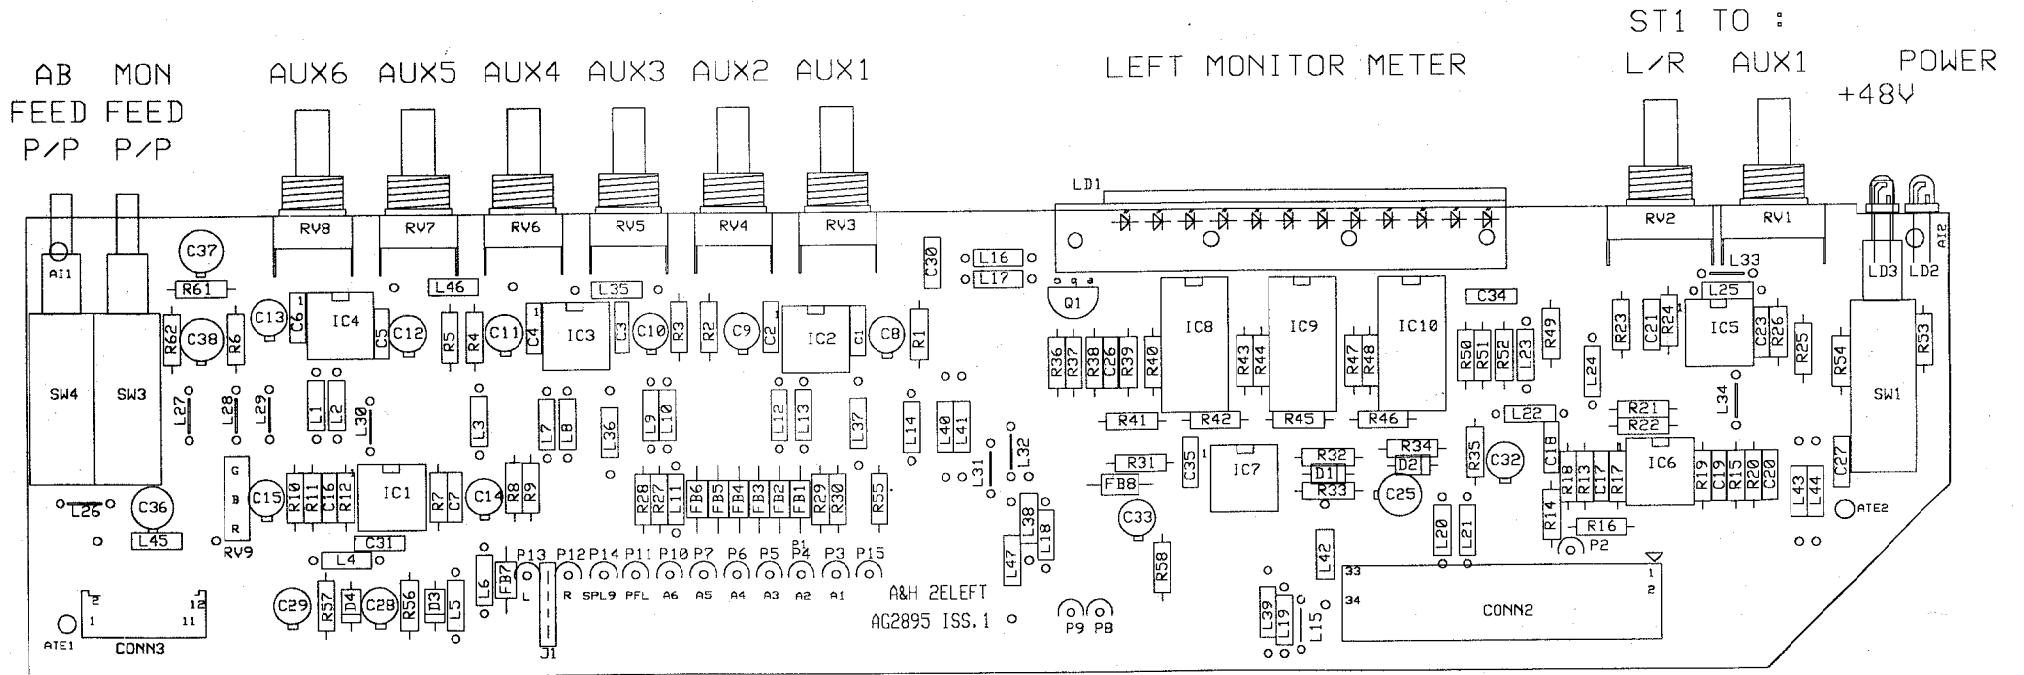 ST1 TO :
AB MON AUX6 AUX5 AUX4 AUX3 AUX2 AUX1 LEFT MONITOR METER L/R AUX1 POWER
FEED FEED +48V
P/P P/P
LD1
RV8 RV7 RV6 RV5 RV4 RV3 RV2 RV1
C37 AI2
AI1 C30 L16 L33 LD3 LD2
R61 L46 L35 L17 L25
Q1 C34
C13 C6 1 IC4 C5 C12 R5 R4 C11 C4 1 IC3 C3 C10 R3 R2 C9 C2 1 IC2 C1 C8 R1 IC8 IC9 IC10 R49 R23 C21 R24 1 IC5 C23 R26 R25 R53
R62 C38 R6 R36 R37 R38 C26 R39 R40 R43 R44 R47 R48 R50 R51 R52 L23 L24 R54
SW4 SW3 SW1
L27 L28 L29 L1 L2 L30 L3 L7 L8 L36 L9 L10 L12 L13 L37 L14 L40 L41 R41 R42 R45 R46 L22 R21 L34
R22
L31 L32 R31 C35 1 IC7 R32 R34 R35 C32 C18 IC6
D1 D2
G
B
R
C15 R10 R11 C16 R12 1 IC1 R7 C7 C14 R8 R9 R28 R27 L11 FB6 FB5 FB4 FB3 FB2 FB1 R29 R30 R55 FB8 R33 C25 R18 R13 C17 R17 R19 C19 R15 R20 C20 L43 L44 C27
L26 C36 L38 L18 C33 L20 L21 R14 R16 ATE2
L45 RV9 C31 P1 P2
L4 P13 P12 P14 P11 P10 P7 P6 P5 P4 P3 P15 L47 R58 L42
33 1
C29 R57 D4 C28 R56 D3 L5 L6 FB7 L R SPL9 PFL A6 A5 A4 A3 A2 A1 A&H 2ELEFT 34 2
2 12
1 11
AG2895 ISS.1 P9 P8 L39 L19 L15 CONN2
ATE1 CONN3 J1